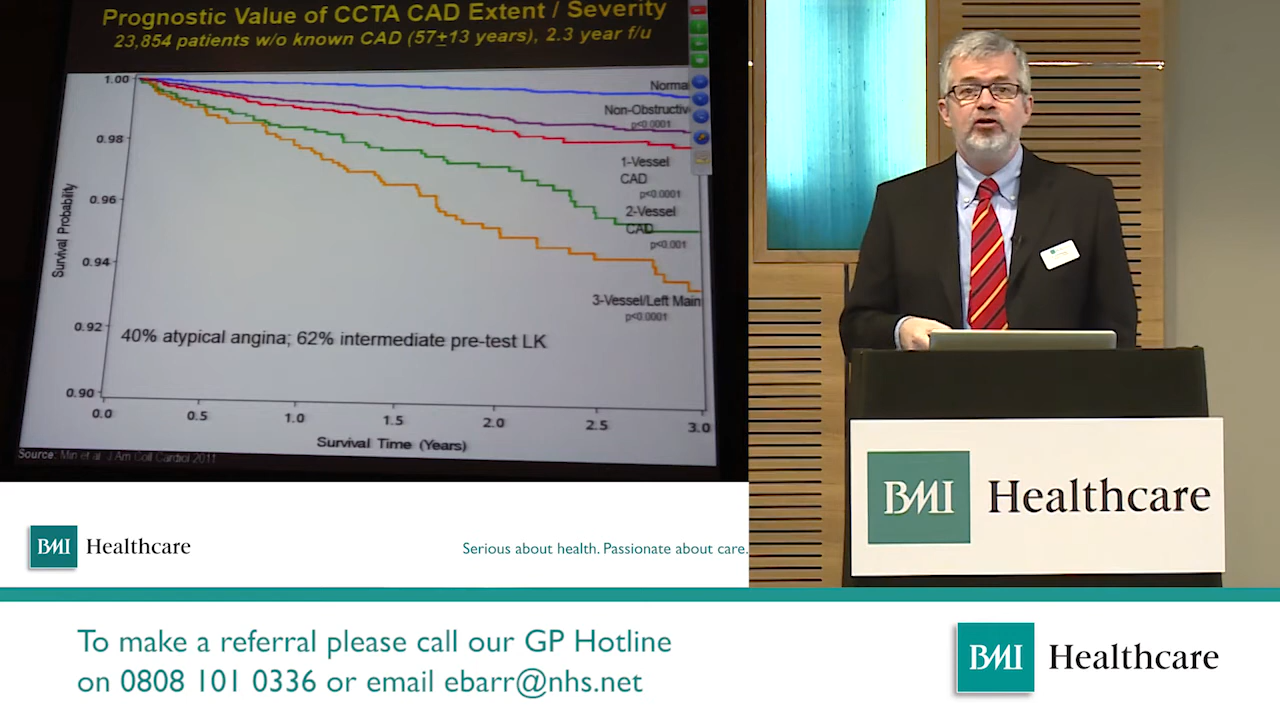 Prognostic Value of CCTA CAD Extent / Severity
23,854 patients w/o known CAD (57±13 years), 2.3 year f/u
1.00
0.98
0.96
0.94
0.92
0.90
Survival Probability
Norma
Non-Obstructiv
p<0.0001
1-Vessel
CAD
p<0.0001
2-Vessel
CAD
p<0.001
3-Vessel/Left Main
p<0.0001
40% atypical angina; 62% intermediate pre-test LK
0.0 0.5 1.0 1.5 2.0 2.5 3.0
Survival Time (Years)
Source: Min et al. J Am Coll Cardiol 2011
BMI Healthcare
Serious about health. Passionate about care.
BMI Healthcare
To make a referral please call our GP Hotline
on 0808 101 0336 or email ebarr@nhs.net
BMI Healthcare